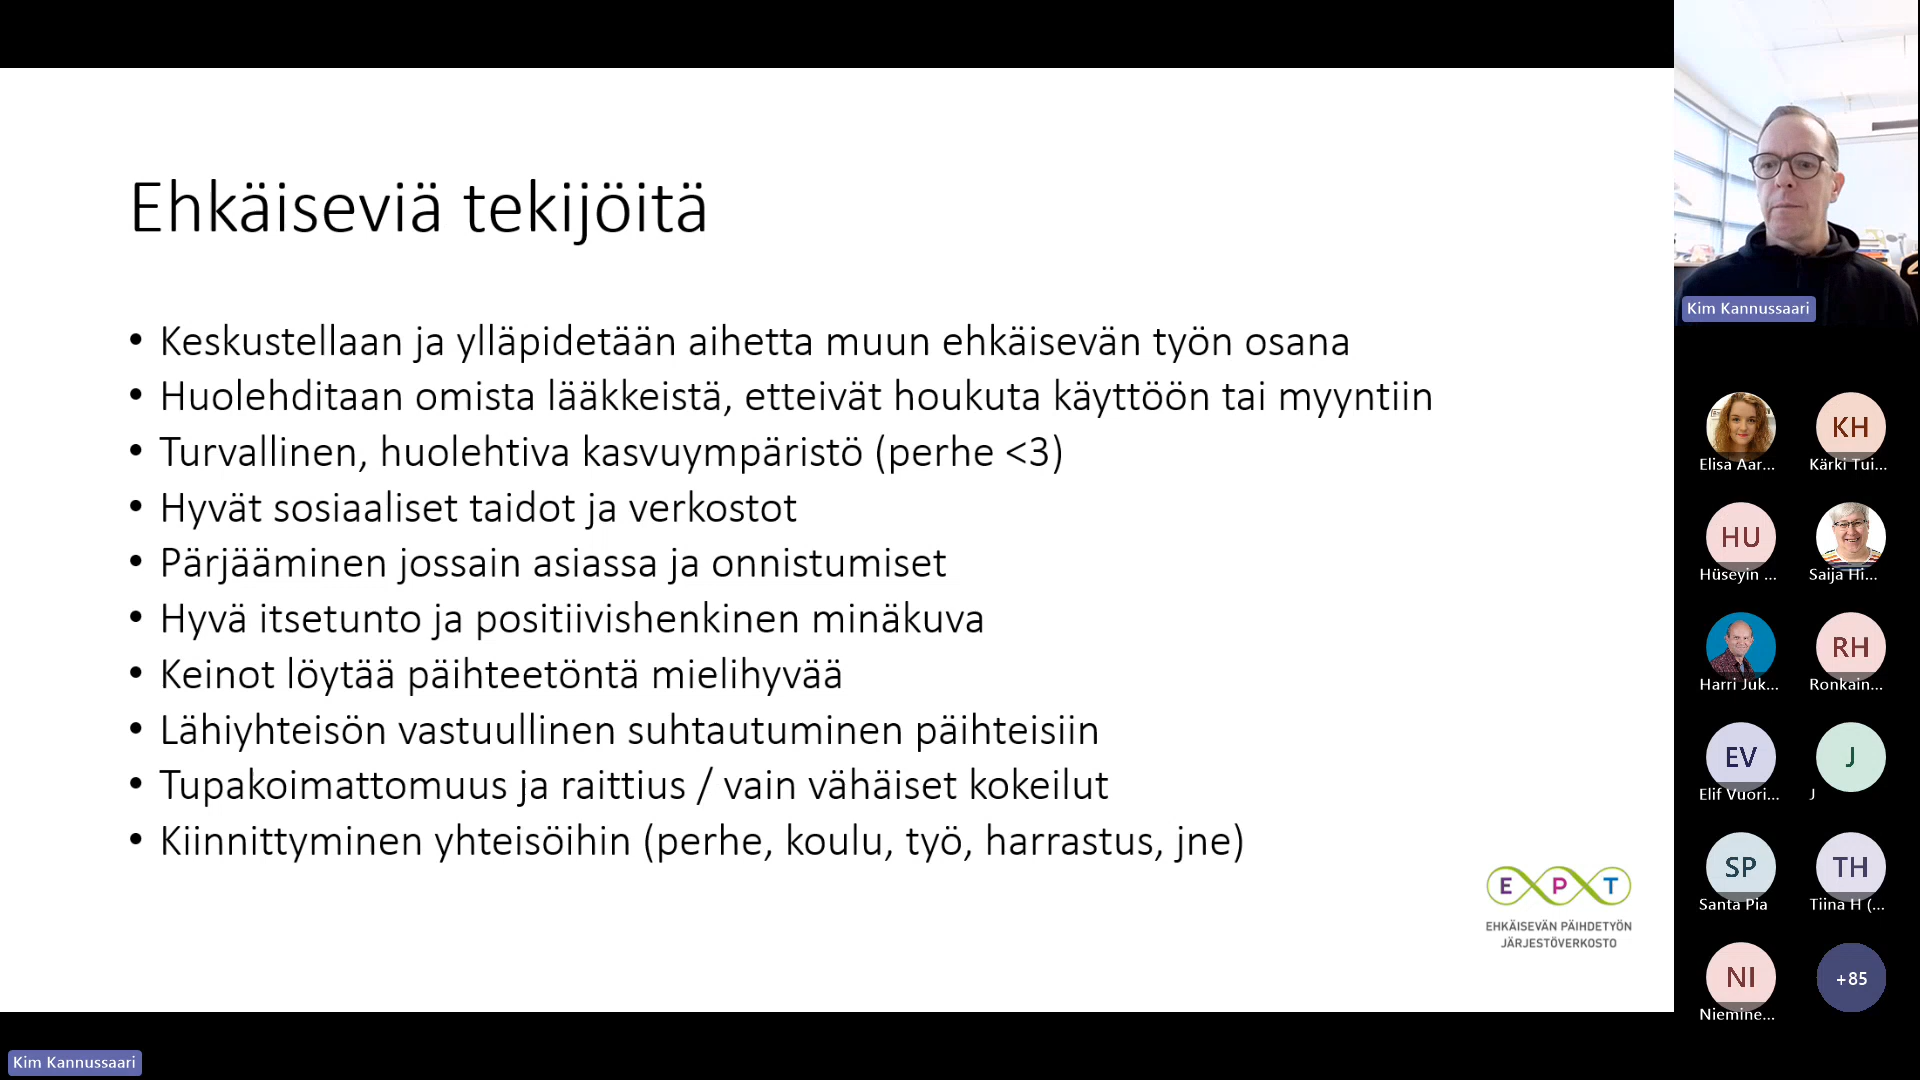 Ehkäiseviä tekijöitä
• Keskustellaan ja ylläpidetään aihetta muun ehkäisevän työn osana
• Huolehditaan omista lääkkeistä, etteivät houkuta käyttöön tai myyntiin
• Turvallinen, huolehtiva kasvuympäristö (perhe <3)
• Hyvät sosiaaliset taidot ja verkostot
• Pärjääminen jossain asiassa ja onnistumiset
• Hyvä itsetunto ja positiivishenkinen minäkuva
• Keinot löytää päihteetöntä mielihyvää
• Lähiyhteisön vastuullinen suhtautuminen päihteisiin
• Tupakoimattomuus ja raittius / vain vähäiset kokeilut
• Kiinnittyminen yhteisöihin (perhe, koulu, työ, harrastus, jne)
E P T
EHKÄISEVÄN PÄIHDETYÖN
JÄRJESTÖVERKOSTO
Kim Kannussaari
Kim Kannussaari
KH
Elisa Aar...
Kärki Tui...
HU
Hüseyin ...
Saija Hi...
RH
Harri Juk...
Ronkain...
EV
J
Elif Vuori...
J
SP
TH
Santa Pia
Tiina H (...
NI
+85
Niemine...